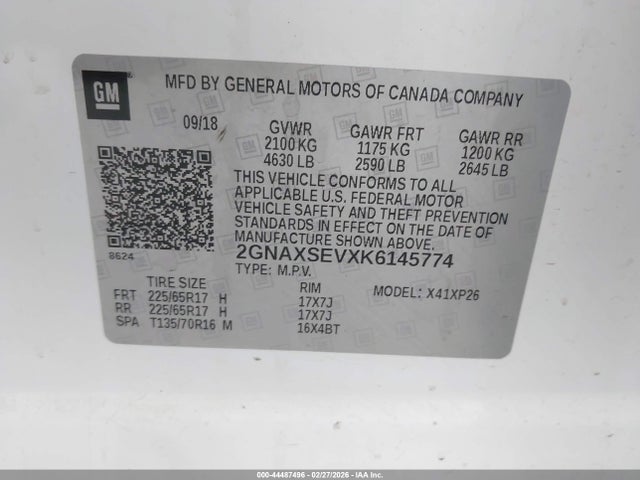 GM
MFD BY GENERAL MOTORS OF CANADA COMPANY
09/18 GVWR GAWR FRT GAWR RR
2100 KG 1175 KG 1200 KG
4630 LB 2590 LB 2645 LB
THIS VEHICLE CONFORMS TO ALL
APPLICABLE U.S. FEDERAL MOTOR
VEHICLE SAFETY AND THEFT PREVENTION
STANDARDS IN EFFECT ON THE DATE OF
MANUFACTURE SHOWN ABOVE.
8624 2GNAXSEVXK6145774
TYPE: M.P.V.
TIRE SIZE RIM MODEL: X41XP26
FRT 225/65R17 H 17X7J
RR 225/65R17 H 17X7J
SPA T135/70R16 M 16X4BT
000-44487496 - 02/27/2026 - IAA Inc.